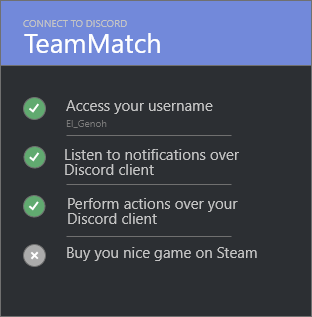 CONNECT TO DISCORD
TeamMatch
Access your username
El_Genoh
Listen to notifications over
Discord client
Perform actions over your
Discord client
Buy you nice game on Steam